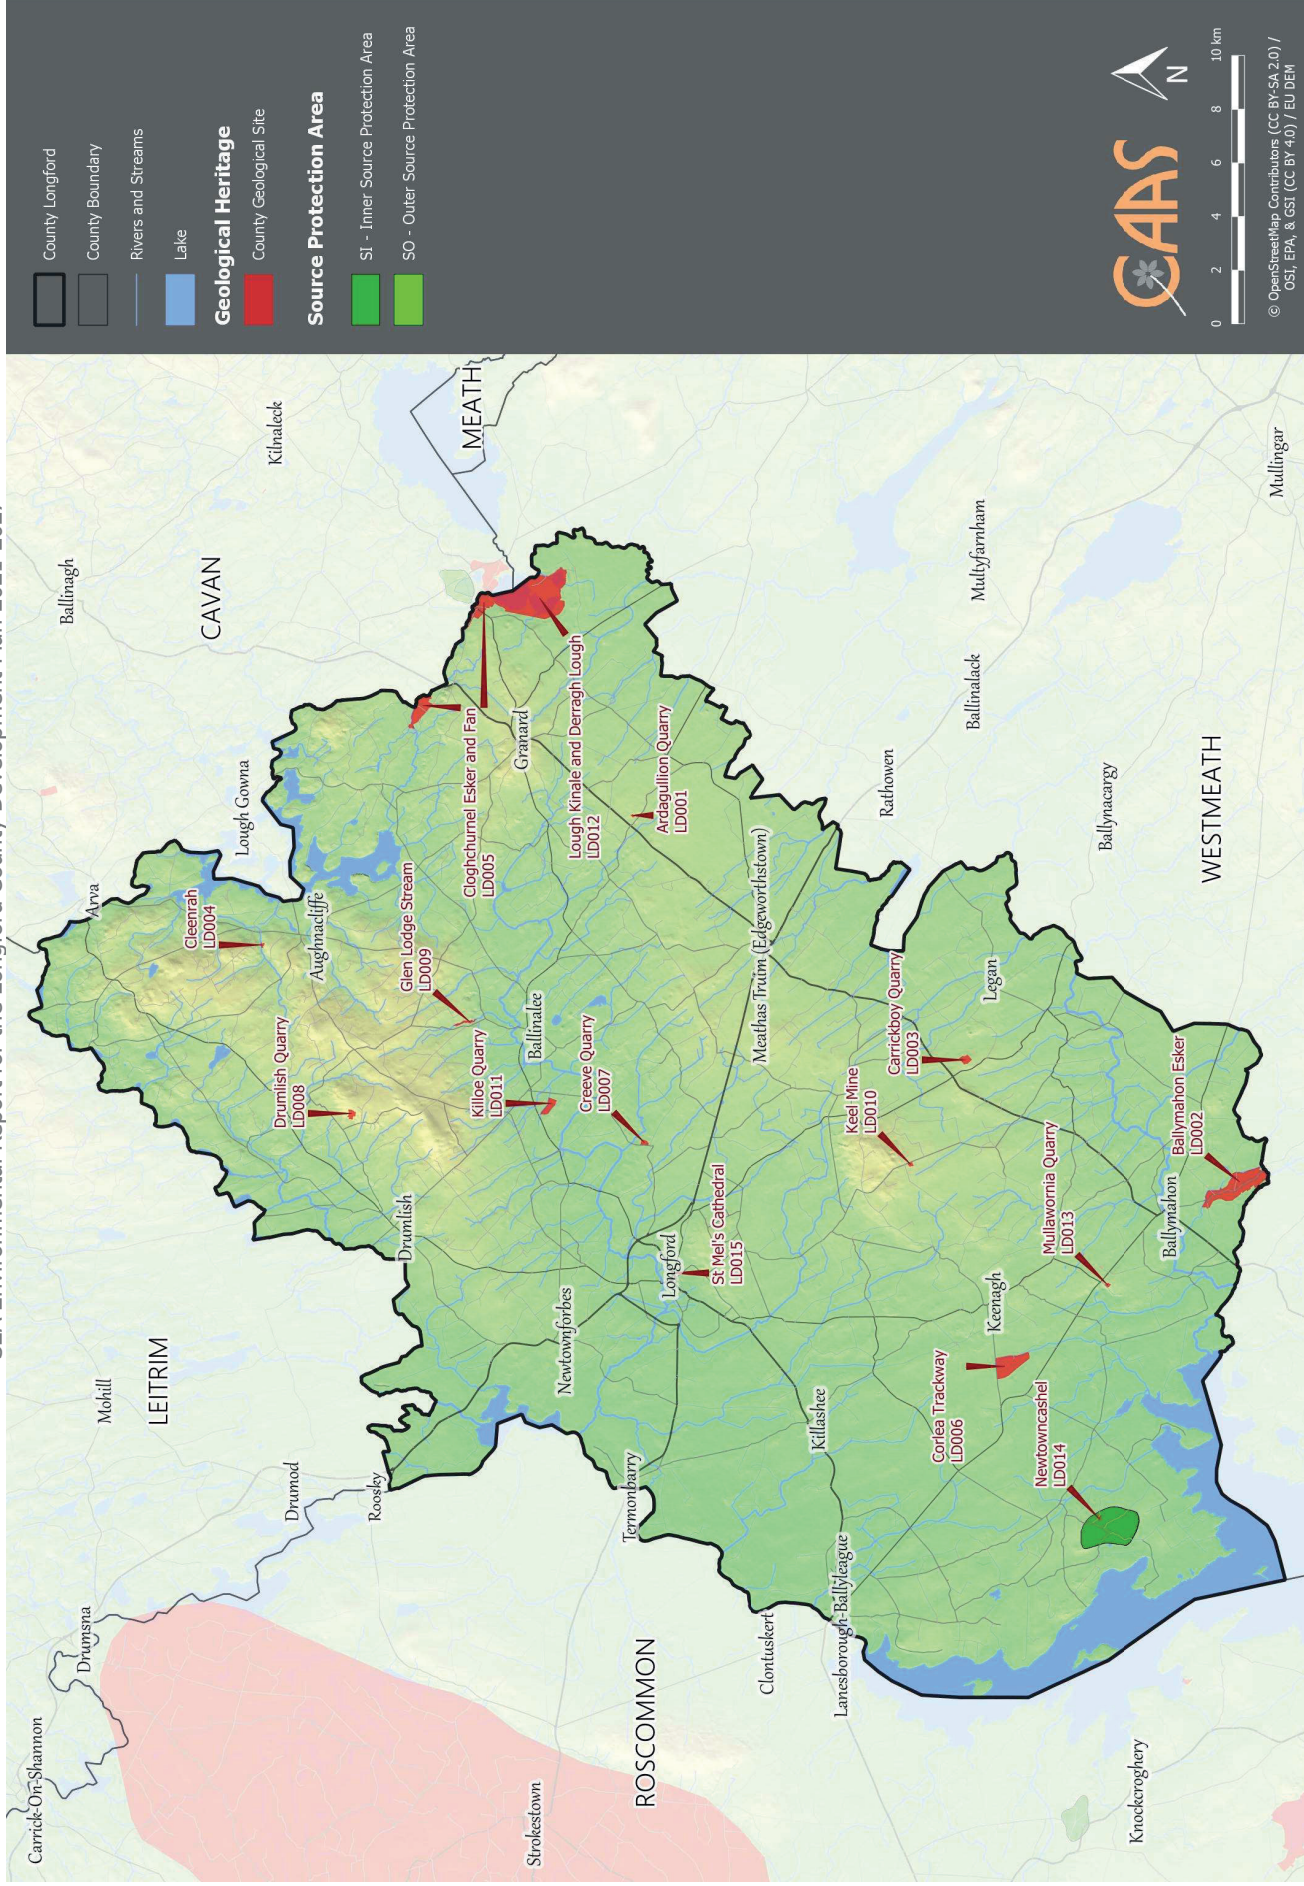 Carrick-On-Shannon
Drumsna
Mohill
LEITRIM
Arva
Ballinagh
CAVAN
Cleenrah
LD004
Lough Gowna
Kilnaleck
Drumod
Drumlish Quarry
LD008
Aughnacliffe
Roosky
Drumlish
Glen Lodge Stream
LD009
Cloghchurnel Esker and Fan
LD005
MEATH
Killoe Quarry
LD011
Granard
Strokestown
Newtownforbes
Ballinalee
Creeve Quarry
LD007
Lough Kinale and Derragh Lough
LD012
ROSCOMMON
Termonbarry
Longford
Ardagullion Quarry
LD001
St Mel's Cathedral
LD015
Clontuskert
Meathas Truim (Edgeworthstown)
Lanesborough-Ballyleague
Killashee
Keel Mine
LD010
Carrickboy Quarry
LD003
Rathowen
Corlea Trackway
LD006
Keenagh
Legan
Ballinalack
Multyfarnham
Newtowncashel
LD014
Mullawornia Quarry
LD013
Ballynacargy
Knockcroghery
Ballymahon
Ballymahon Esker
LD002
WESTMEATH
Mullingar
County Longford
County Boundary
Rivers and Streams
Lake
Geological Heritage
County Geological Site
Source Protection Area
SI - Inner Source Protection Area
SO - Outer Source Protection Area
CAAS
N
0 2 4 6 8 10 km
© OpenStreetMap Contributors (CC BY-SA 2.0) /
OSI, EPA, & GSI (CC BY 4.0) / EU DEM